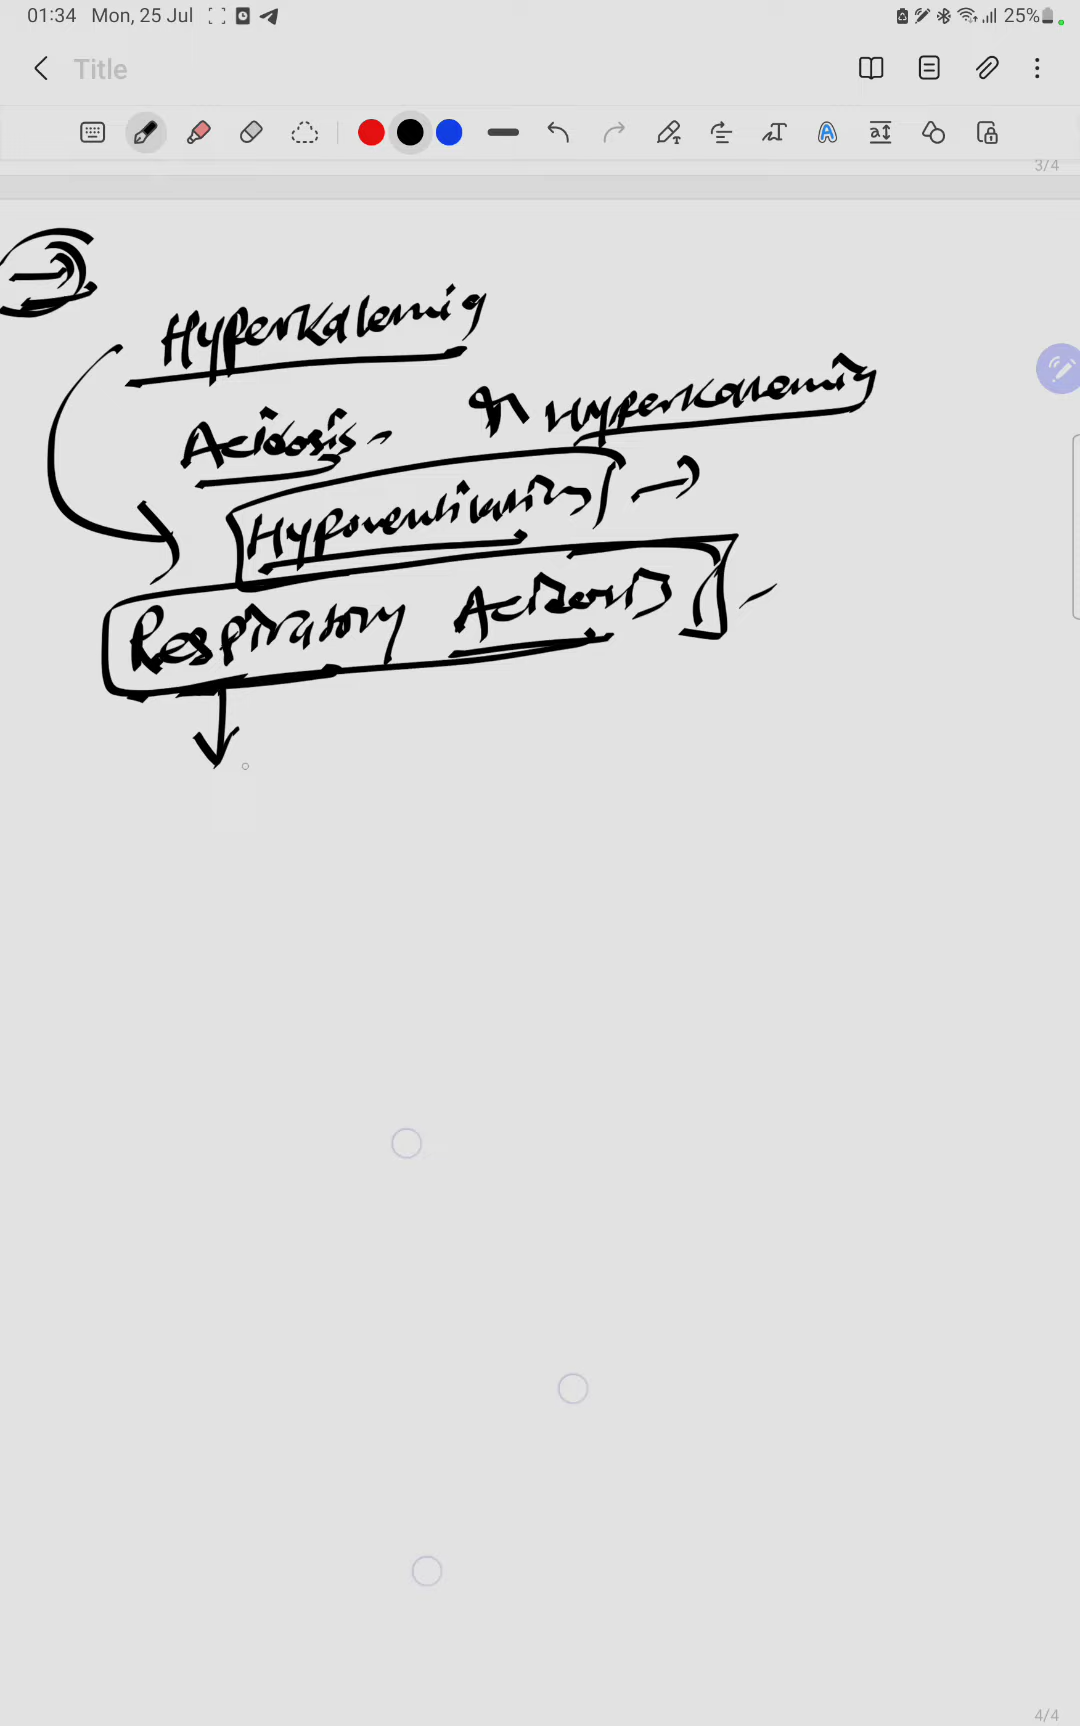 01:34 Mon, 25 Jul 25%
Title
3/4
Hyperkalemia
Acidosis - Hyperkalemia
Hypoventilation →
Respiratory Acidosis -
↓
4/4